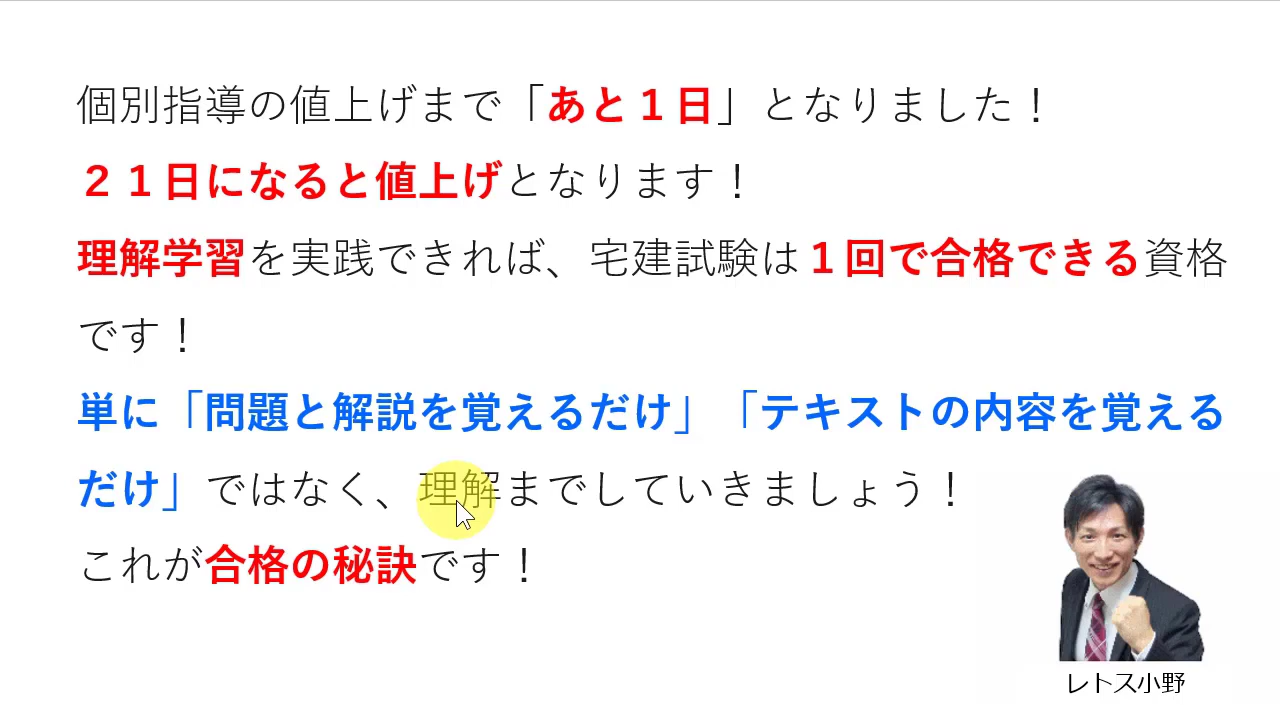 個別指導の値上げまで「あと１日」となりました！
２１日になると値上げとなります！
理解学習を実践できれば、宅建試験は１回で合格できる資格
です！
単に「問題と解説を覚えるだけ」「テキストの内容を覚える
だけ」ではなく、理解までしていきましょう！
これが合格の秘訣です！
レトス小野